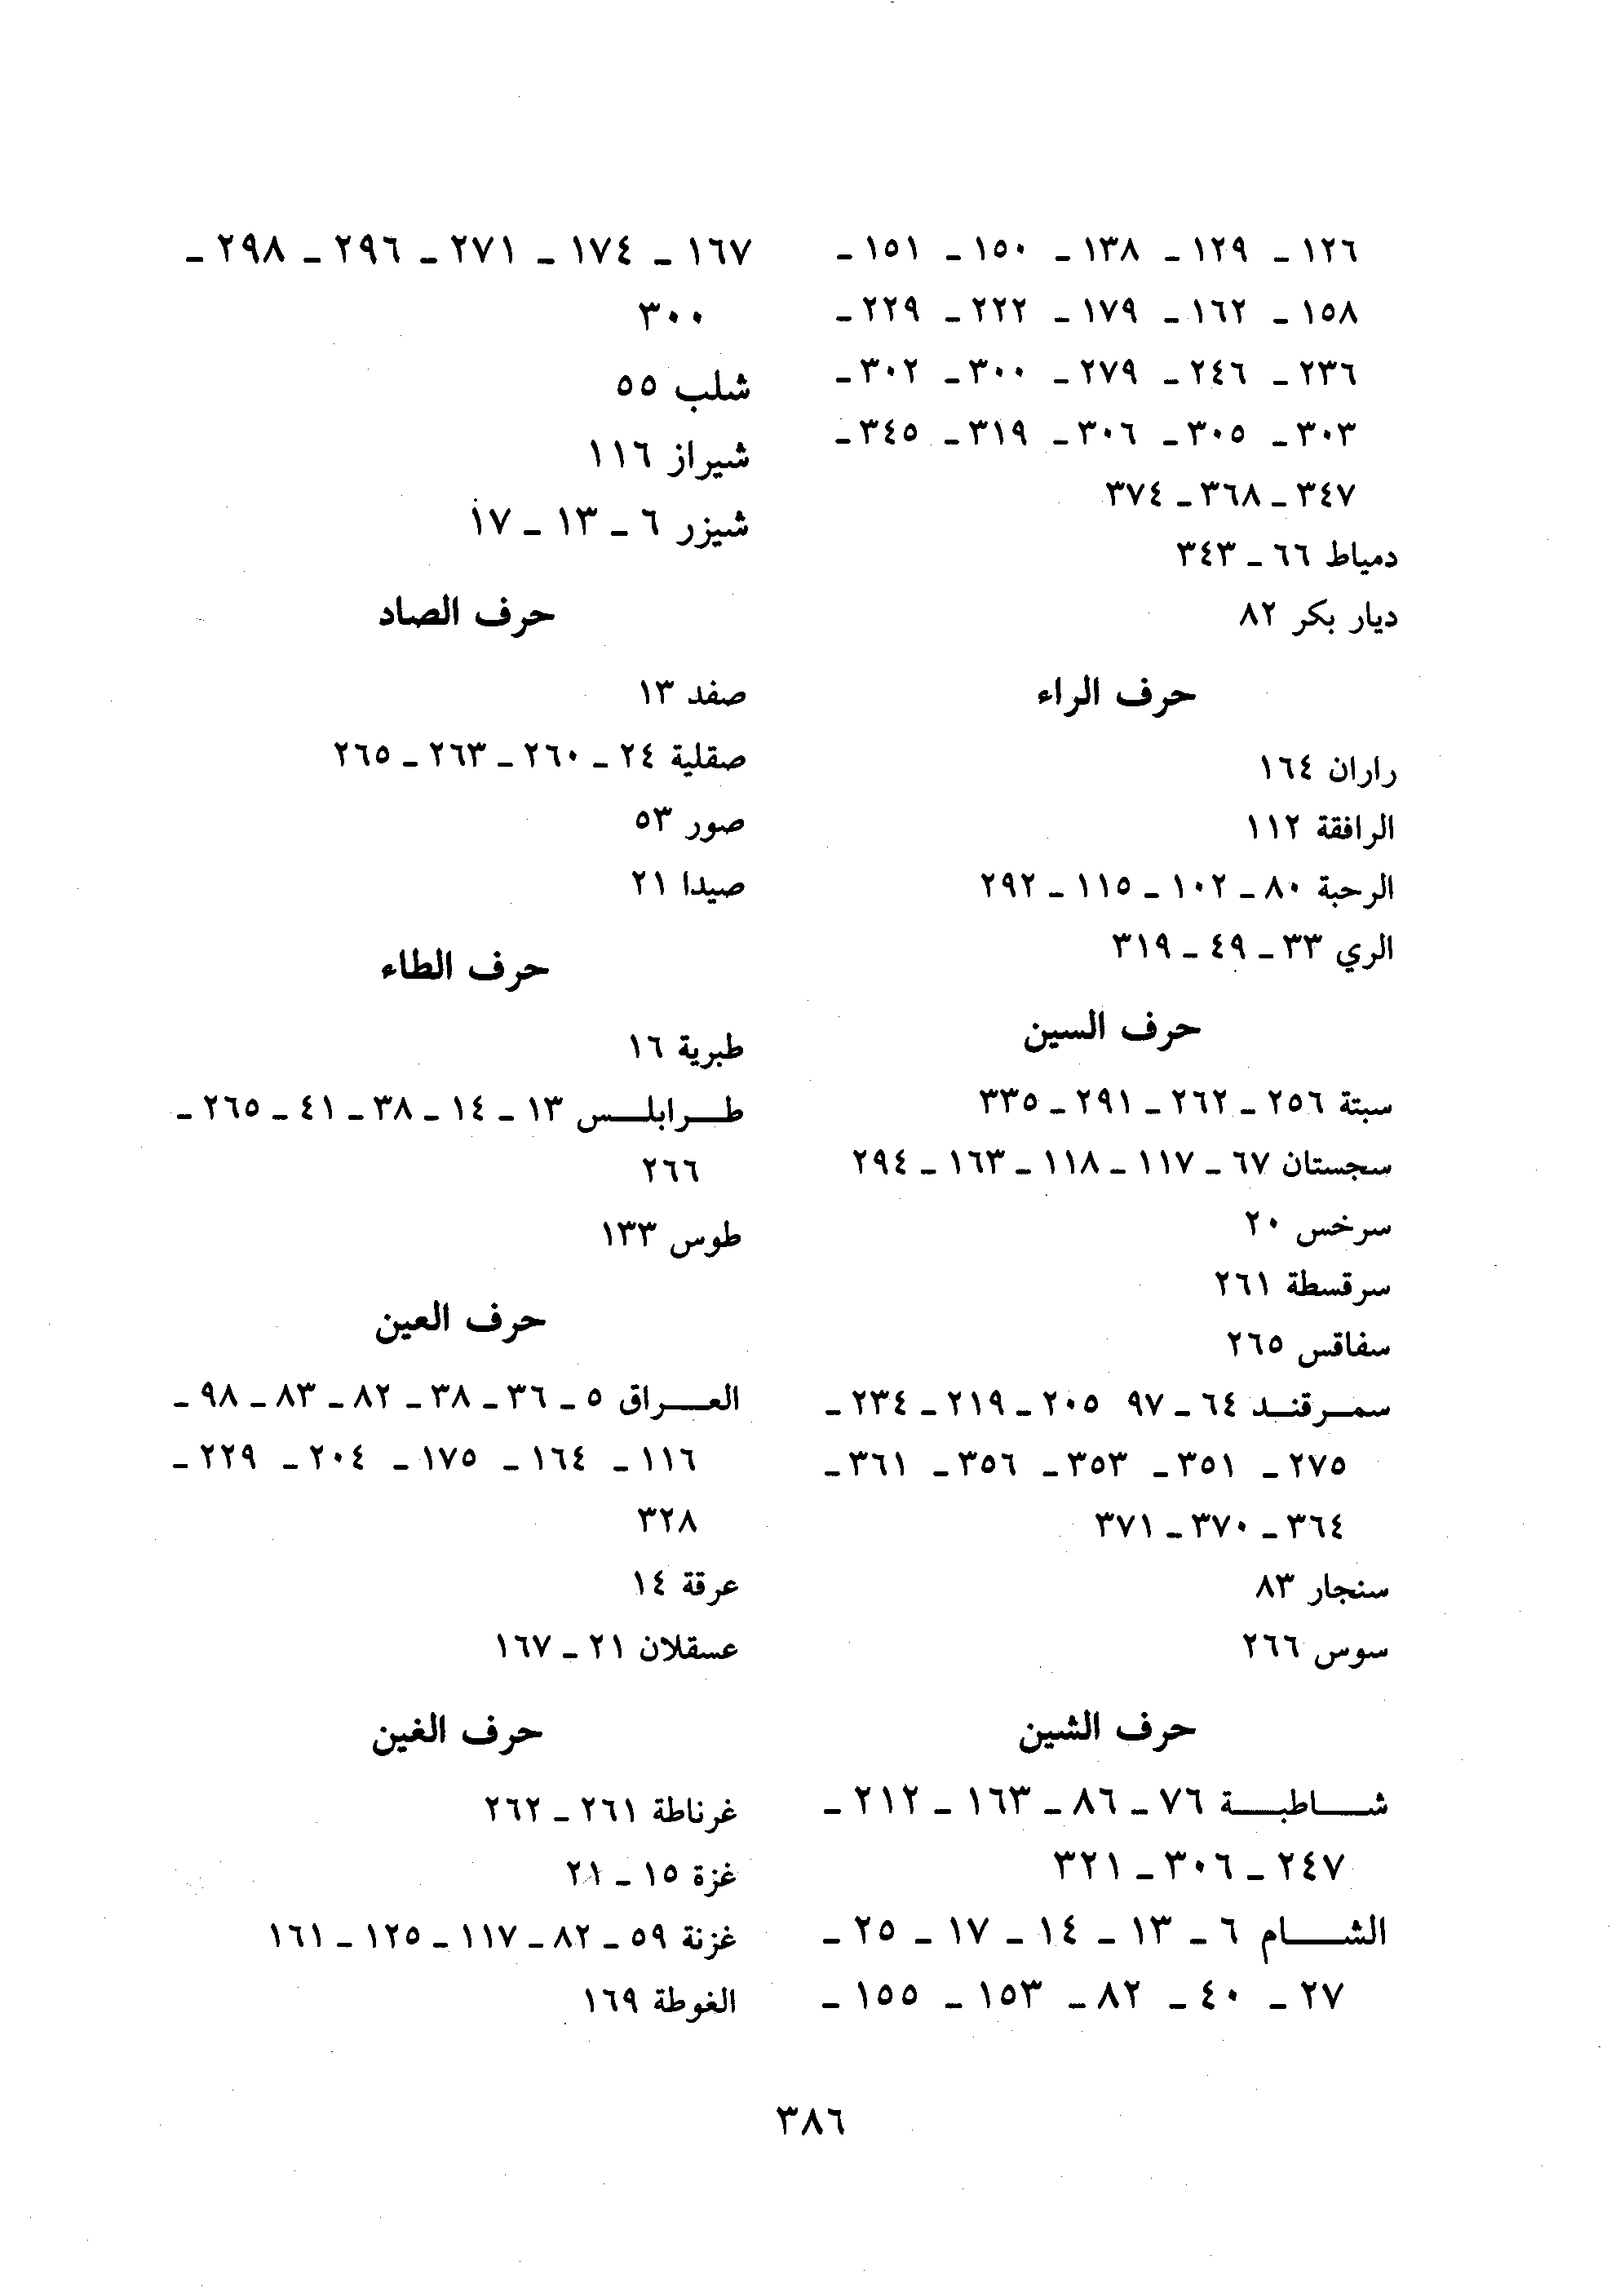 ١٢٦ ـ ١٢٩ ـ ١٣٨ ـ ١٥٠ ـ ١٥١ ـ
١٥٨ ـ ١٦٢ ـ ١٧٩ ـ ٢٢٢ ـ ٢٢٩ ـ
٢٣٦ ـ ٢٤٦ ـ ٢٧٩ ـ ٣٠٠ ـ ٣٠٢ ـ
٣٠٣ ـ ٣٠٥ ـ ٣٠٦ ـ ٣١٩ ـ ٣٤٥ ـ
٣٤٧ ـ ٣٦٨ ـ ٣٧٤
دمياط ٦٦ ـ ٣٤٣
ديار بكر ٨٢
حرف الراء
راران ١٦٤
الرافقة ١١٢
الرحبة ٨٠ ـ ١٠٢ ـ ١١٥ ـ ٢٩٢
الري ٣٣ ـ ٤٩ ـ ٣١٩
حرف السين
سبتة ٢٥٦ ـ ٢٦٢ ـ ٢٩١ ـ ٣٣٥
سجستان ٦٧ ـ ١١٧ ـ ١١٨ ـ ١٦٣ ـ ٢٩٤
سرخس ٢٠
سرقسطة ٢٦١
سفاقس ٢٦٥
سمـرقنـد ٦٤ ـ ٩٧ ٢٠٥ ـ ٢١٩ ـ ٢٣٤ ـ
٢٧٥ ـ ٣٥١ ـ ٣٥٣ ـ ٣٥٦ ـ ٣٦١ ـ
٣٦٤ ـ ٣٧٠ ـ ٣٧١
سنجار ٨٣
سوس ٢٦٦
حرف الشين
شـــاطبـــة ٧٦ ـ ٨٦ ـ ١٦٣ ـ ٢١٢ ـ
٢٤٧ ـ ٣٠٦ ـ ٣٢١
الشـــام ٦ ـ ١٣ ـ ١٤ ـ ١٧ ـ ٢٥ ـ
٢٧ ـ ٤٠ ـ ٨٢ ـ ١٥٣ ـ ١٥٥ ـ
١٦٧ ـ ١٧٤ ـ ٢٧١ ـ ٢٩٦ ـ ٢٩٨ ـ
٣٠٠
شلب ٥٥
شيراز ١١٦
شيزر ٦ ـ ١٣ ـ ١٧
حرف الصاد
صفد ١٣
صقلية ٢٤ ـ ٢٦٠ ـ ٢٦٣ ـ ٢٦٥
صور ٥٣
صيدا ٢١
حرف الطاء
طبرية ١٦
طــرابلــس ١٣ ـ ١٤ ـ ٣٨ ـ ٤١ ـ ٢٦٥ ـ
٢٦٦
طوس ١٣٣
حرف العين
العــراق ٥ ـ ٣٦ ـ ٣٨ ـ ٨٢ ـ ٨٣ ـ ٩٨ ـ
١١٦ ـ ١٦٤ ـ ١٧٥ ـ ٢٠٤ ـ ٢٢٩ ـ
٣٢٨
عرقة ١٤
عسقلان ٢١ ـ ١٦٧
حرف الغين
غرناطة ٢٦١ ـ ٢٦٢
غزة ١٥ ـ ٢١
غزنة ٥٩ ـ ٨٢ ـ ١١٧ ـ ١٢٥ ـ ١٦١
الغوطة ١٦٩
٣٨٦